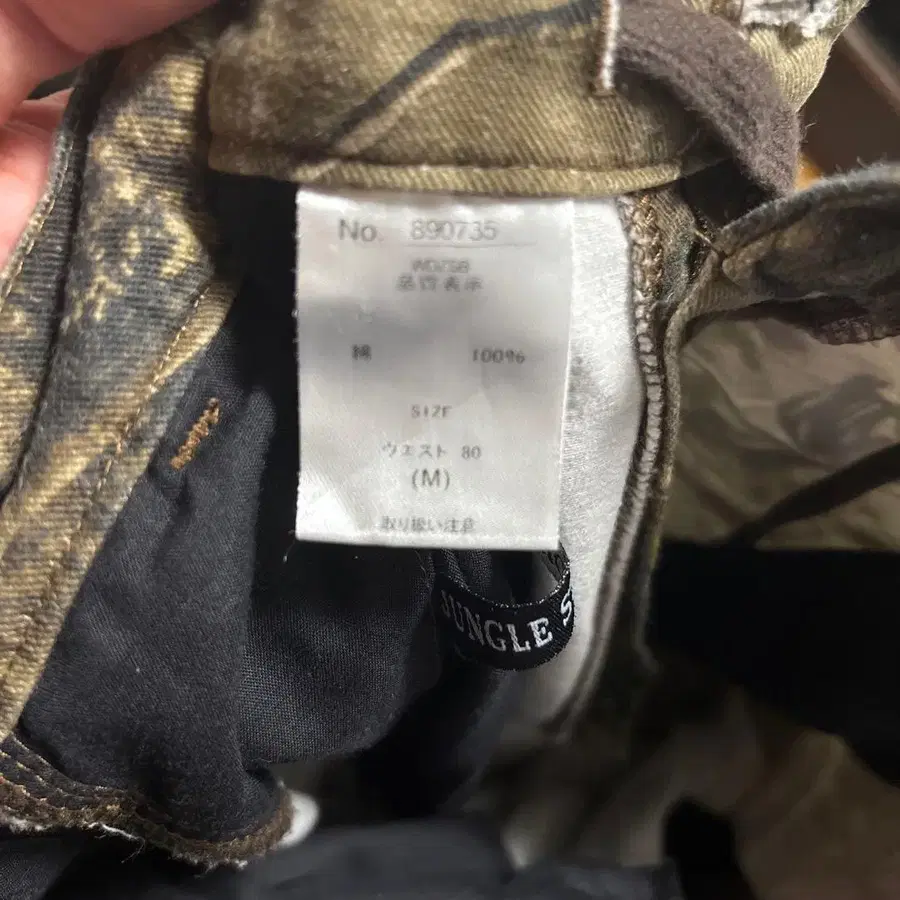 No. 890735
品質表示
綿 100%
SIZE
ウエスト 80
(M)
取り扱い注意
JUNGLE S